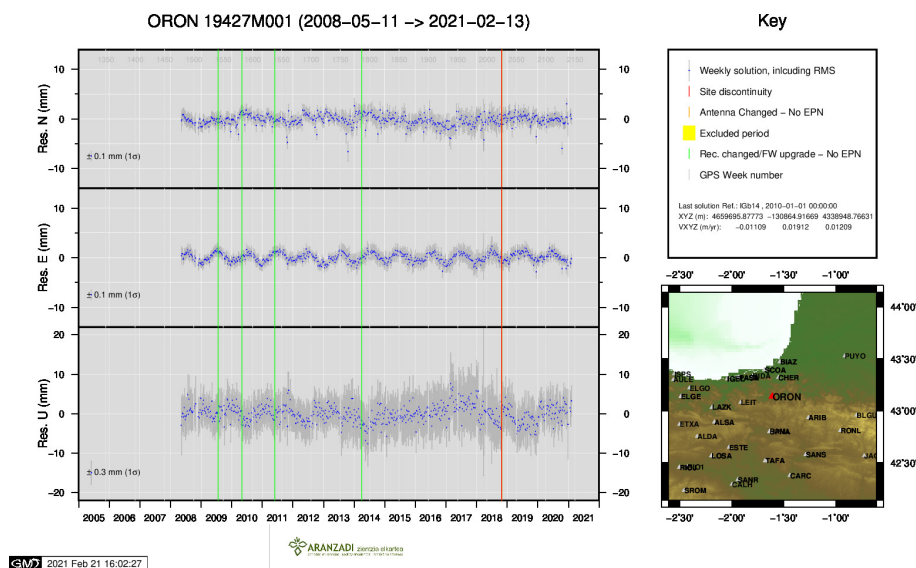 ORON 19427M001 (2008−05−11 −> 2021−02−13)
Key
1350 1400 1450 1500 1550 1600 1650 1700 1750 1800 1850 1900 1950 2000 2050 2100 2150
Res. N (mm)
10 10
0 0
−10 −10
± 0.1 mm (1σ)
Res. E (mm)
10 10
0 0
−10 −10
± 0.1 mm (1σ)
Res. U (mm)
20 20
10 10
0 0
−10 −10
−20 −20
± 0.3 mm (1σ)
2005 2006 2007 2008 2009 2010 2011 2012 2013 2014 2015 2016 2017 2018 2019 2020 2021
Weekly solution, inlcuding RMS
Site discontinuity
Antenna Changed − No EPN
Excluded period
Rec. changed/FW upgrade − No EPN
GPS Week number
Last solution Ref.: IGb14 , 2010−01−01 00:00:00
XYZ (m): 4659695.87773 −130864.91669 4338948.76631
VXYZ (m/yr): −0.01109 0.01912 0.01209
−2˚30' −2˚00' −1˚30' −1˚00'
44˚00'
43˚30'
43˚00'
42˚30'
PUYO
BIAZ
SCOA
CHER
AULE
ELGO
ELGE
LEIT
ORON
LAZK
ARIB
BLGU
ETXA
ALSA
RONL
ALDA
ESTE
LOSA
TAFA
SANS
CARC
SANR
CALH
SROM
−2˚30' −2˚00' −1˚30' −1˚00'
ARANZADI zientzia elkartea
GMT 2021 Feb 21 16:02:27